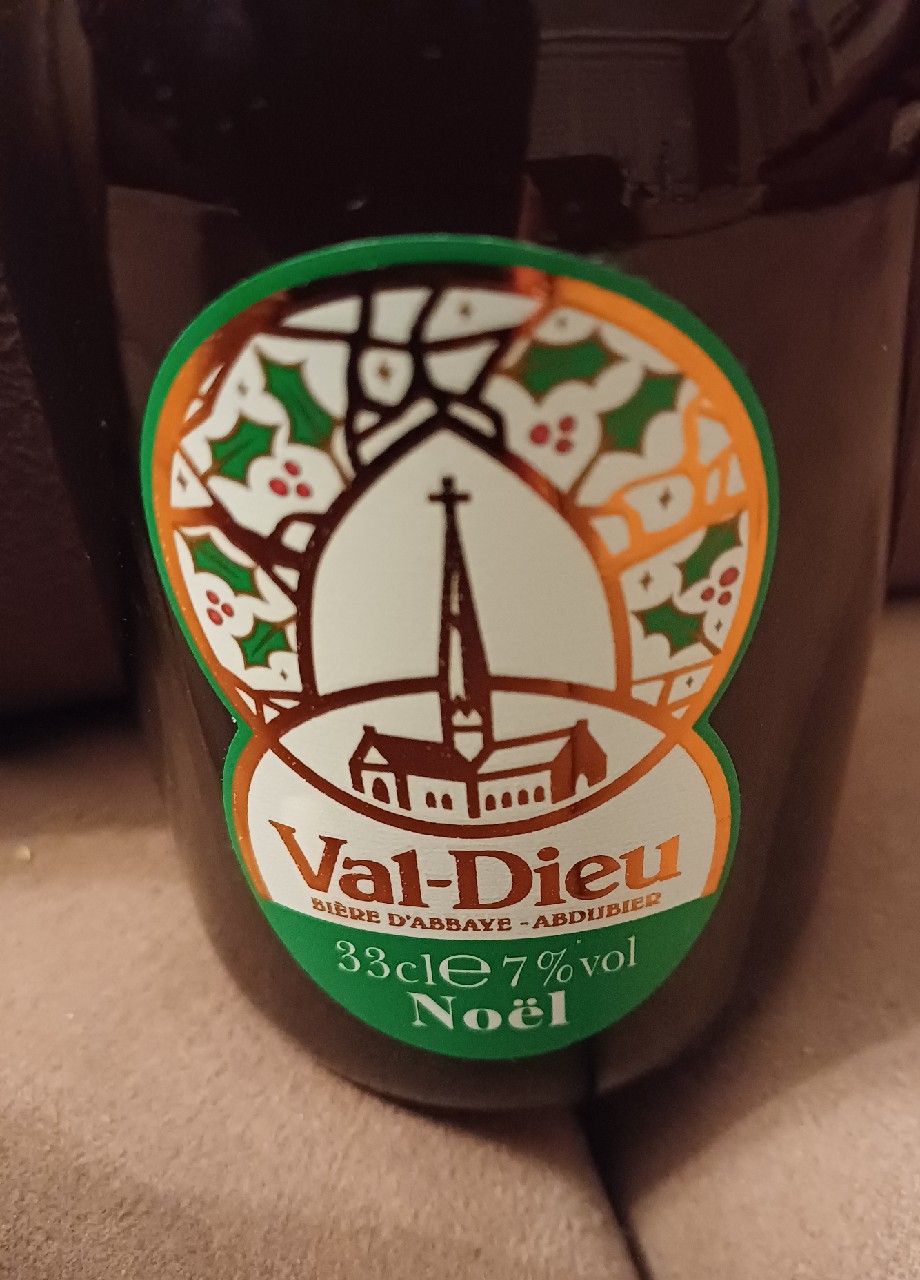 Val-Dieu
BIÈRE D'ABBAYE - ABDIJBIER
33cl℮ 7% vol
Noël